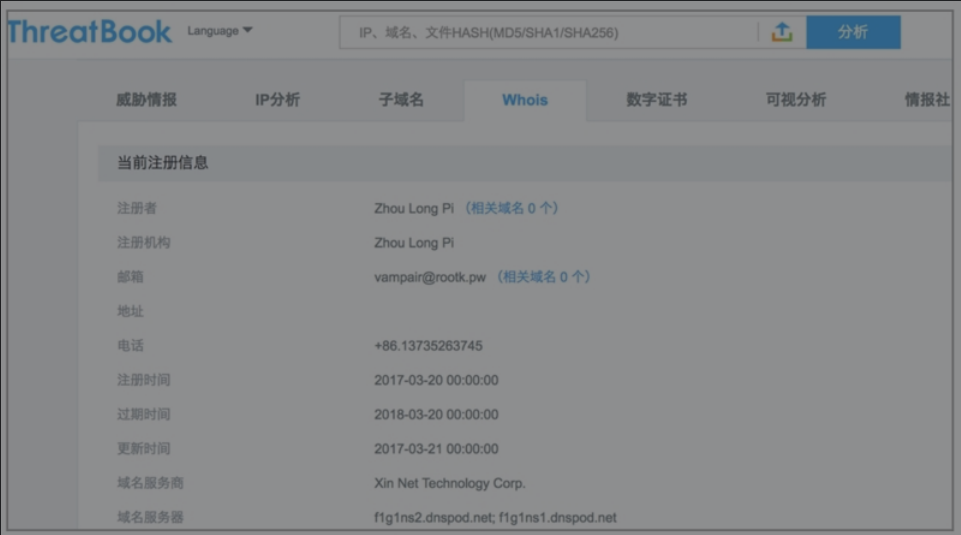 ThreatBook Language IP、域名、文件HASH(MD5/SHA1/SHA256) 分析
威胁情报 IP分析 子域名 Whois 数字证书 可视分析 情报社
当前注册信息
注册者 Zhou Long Pi (相关域名 0 个)
注册机构 Zhou Long Pi
邮箱 vampair@rootk.pw (相关域名 0 个)
地址
电话 +86.13735263745
注册时间 2017-03-20 00:00:00
过期时间 2018-03-20 00:00:00
更新时间 2017-03-21 00:00:00
域名服务商 Xin Net Technology Corp.
域名服务器 f1g1ns2.dnspod.net; f1g1ns1.dnspod.net